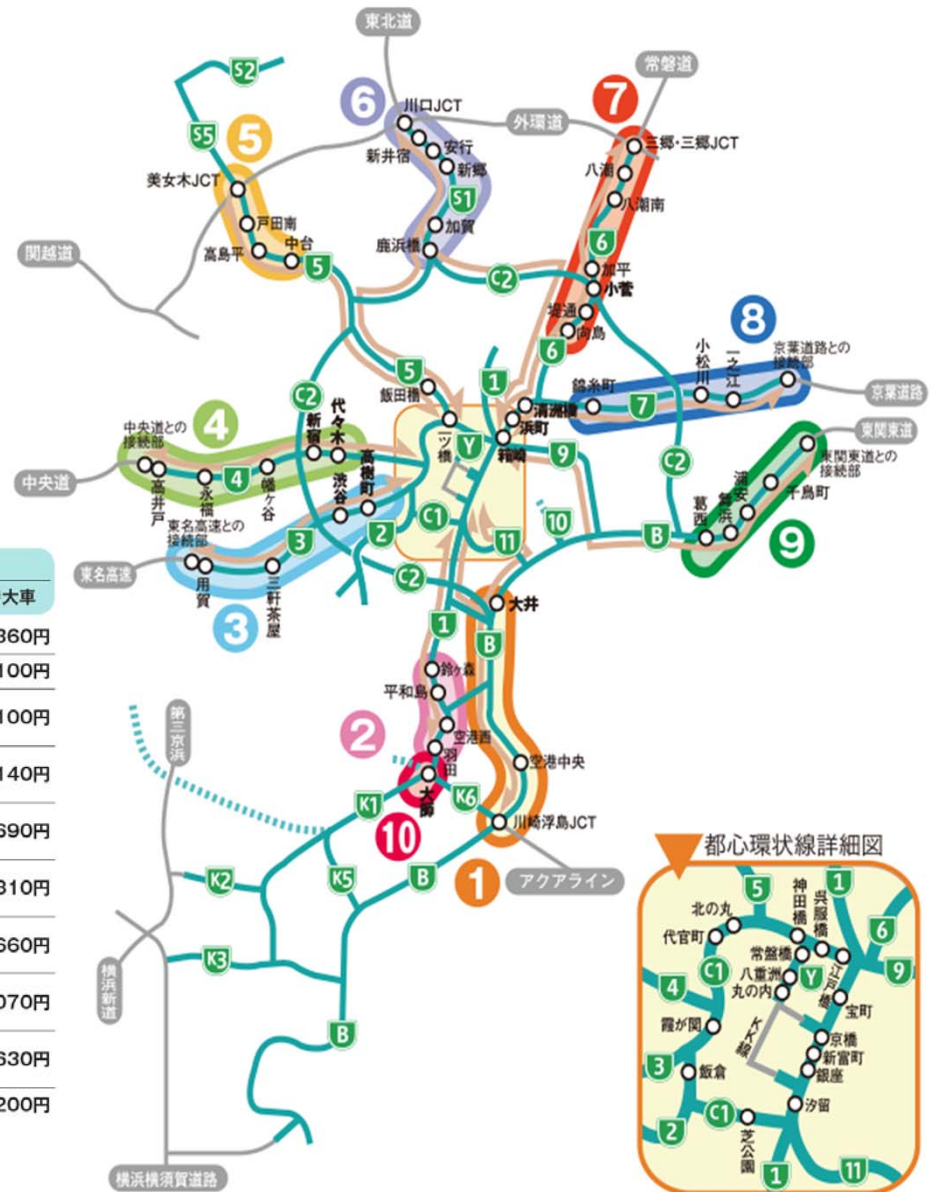 東北道
常磐道
S2
6
川口JCT
7
外環道
S5
5
新井宿
安行
新郷
三郷・三郷JCT
八潮
八潮南
美女木JCT
S1
戸田南
高島平
中台
5
加賀
鹿浜橋
6
加平
小菅
関越道
C2
堤通
向島
8
小松川
一之江
京葉道路との
接続部
6
5
飯田橋
1
錦糸町
7
京葉道路
C2
4
中央道との
接続部
新宿
代々木
一ツ橋
清洲橋
浜町
箱崎
Y
9
東関東道
中央道
高井戸
永福
4
幡ヶ谷
渋谷
高樹町
C2
東関東道との
接続部
千鳥町
浦安
舞浜
葛西
東名高速との
接続部
3
2
C1
10
11
B
9
東名高速
用賀
三軒茶屋
3
C2
大井
大車
360円
100円
100円
140円
690円
310円
660円
070円
630円
200円
1
B
鈴ヶ森
平和島
2
空港西
羽田
空港中央
第三京浜
大師
K1
K6
10
川崎浮島JCT
1
アクアライン
K2
K5
B
K3
横浜新道
B
横浜横須賀道路
都心環状線詳細図
5
神田橋
呉服橋
1
北の丸
代官町
6
常盤橋
C1
八重洲
Y
江戸橋
9
丸の内
4
宝町
霞が関
KK線
京橋
新富町
銀座
3
飯倉
汐留
C1
2
芝公園
1
11